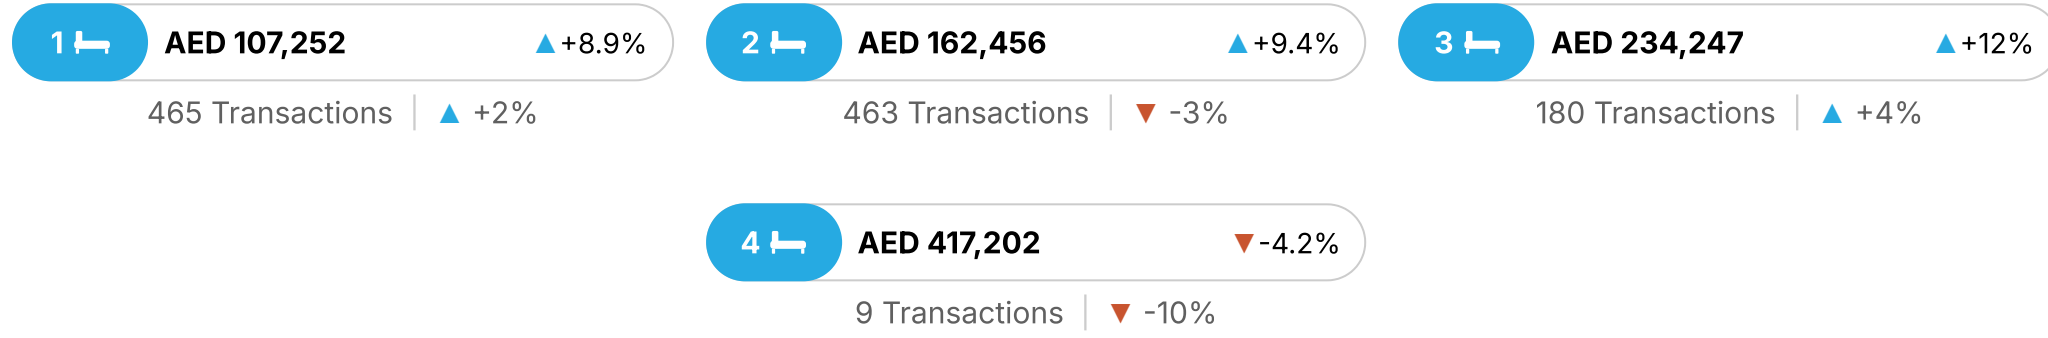 1 AED 107,252 ▲+8.9%
465 Transactions | ▲ +2%
2 AED 162,456 ▲+9.4%
463 Transactions | ▼ -3%
3 AED 234,247 ▲+12%
180 Transactions | ▲ +4%
4 AED 417,202 ▼-4.2%
9 Transactions | ▼ -10%